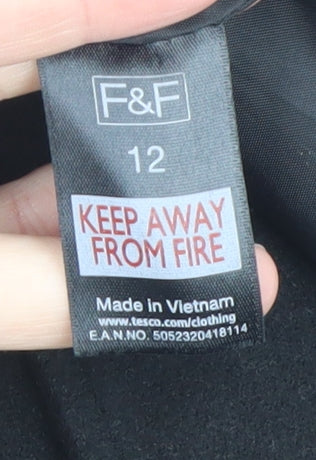 F&F
12
KEEP AWAY
FROM FIRE
Made in Vietnam
www.tesco.com/clothing
E.A.N.NO. 5052320418114